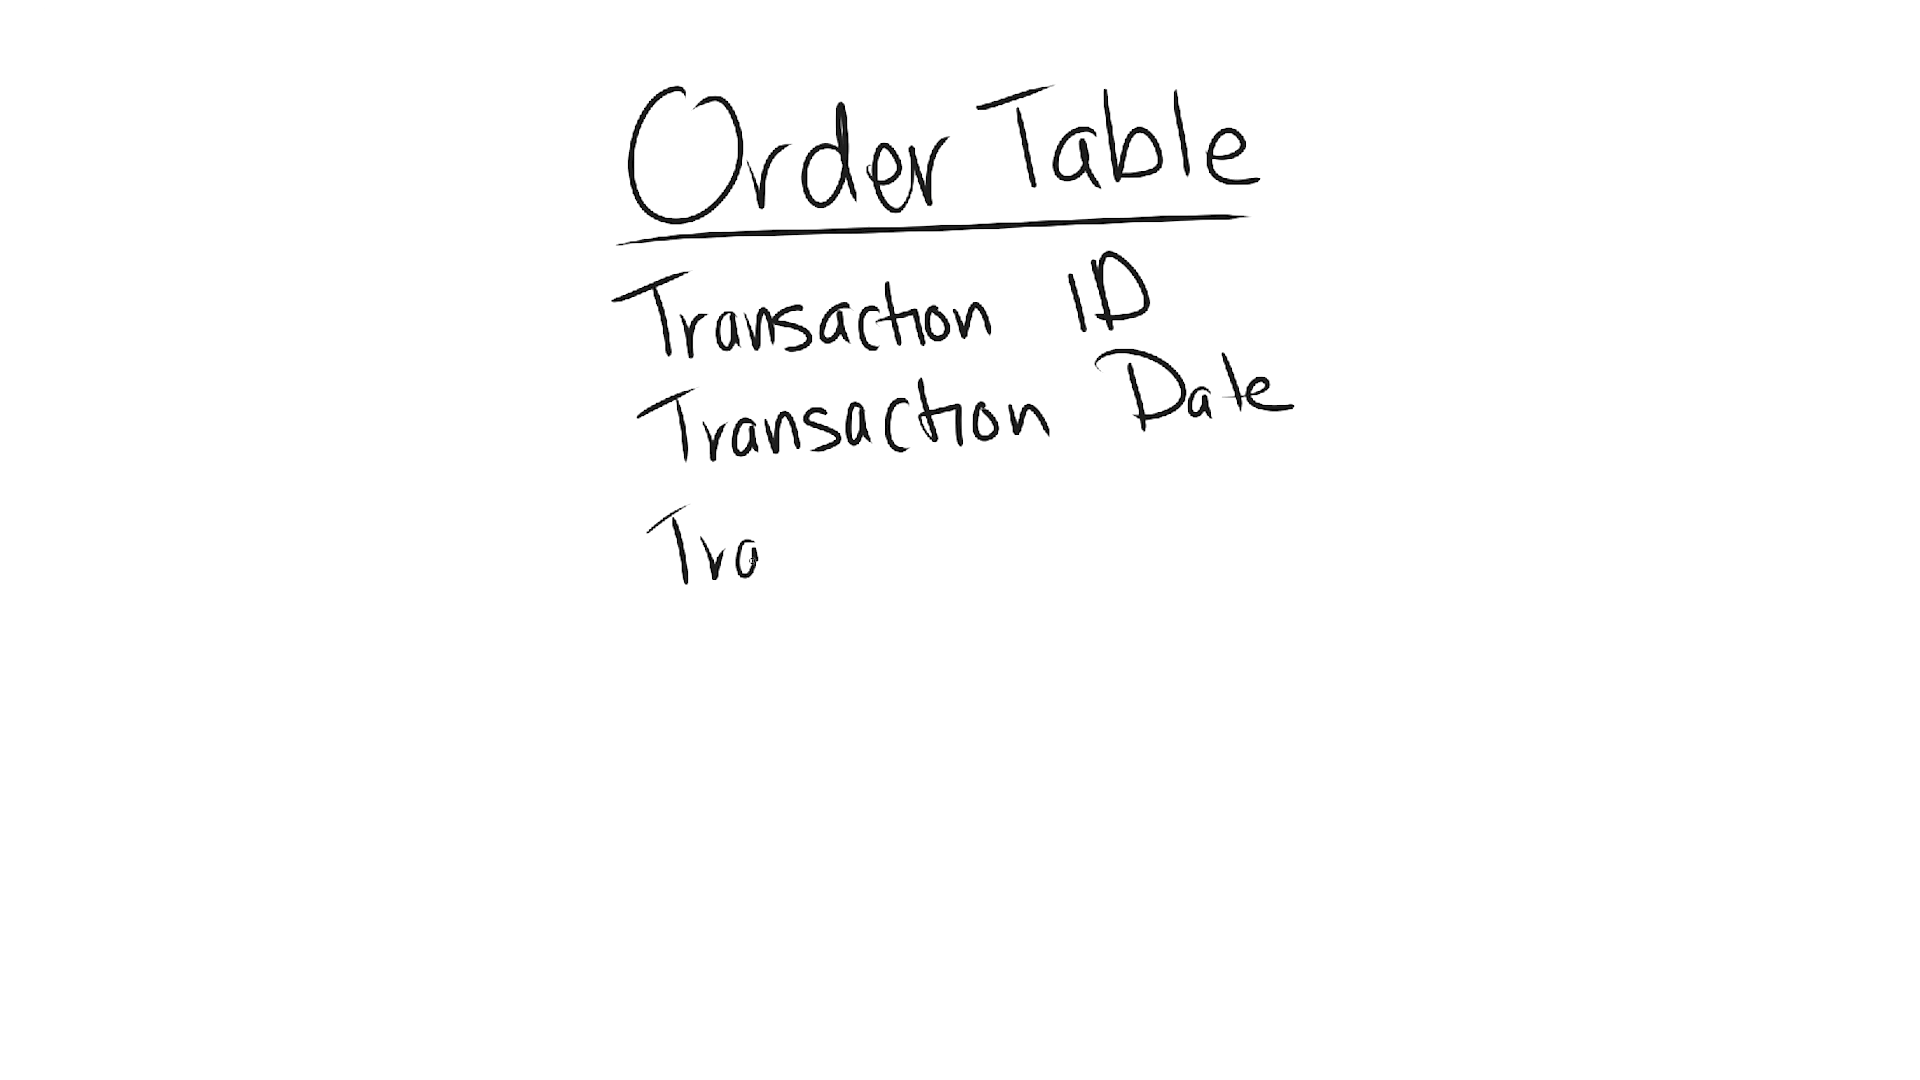 Order Table
Transaction ID
Transaction Date
Tra